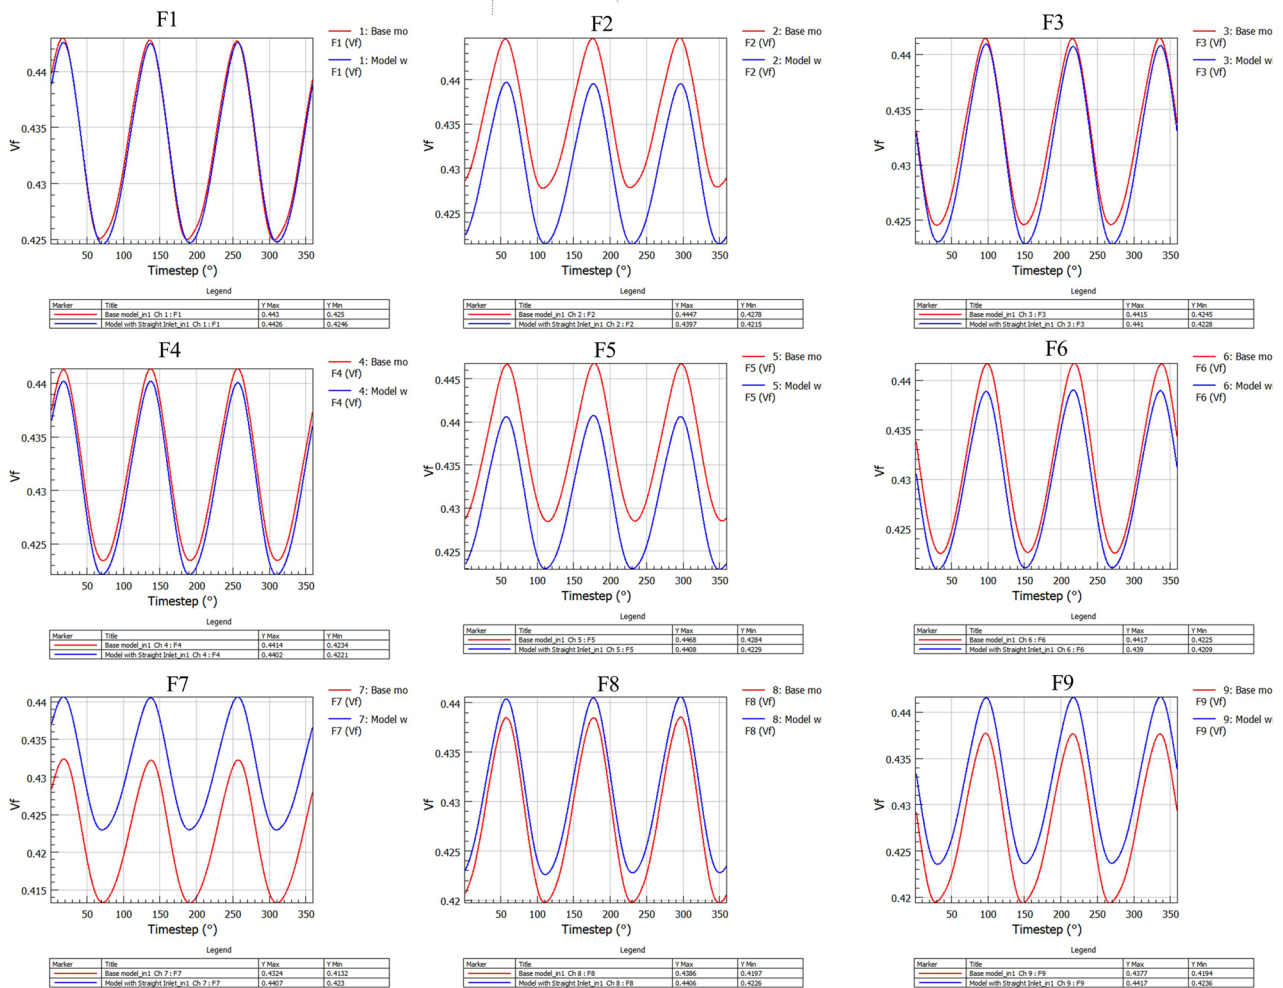 F1
1: Base mo
F1 (Vf)
1: Model w
F1 (Vf)
0.44
0.435
0.43
0.425
Vf
50 100 150 200 250 300 350
Timestep (°)
Legend
Marker Title Y Max Y Min
Base model_in1 Ch 1 : F1 0.443 0.425
Model with Straight Inlet_in1 Ch 1 : F1 0.4426 0.4246
F2
2: Base mo
F2 (Vf)
2: Model w
F2 (Vf)
0.44
0.435
0.43
0.425
Vf
50 100 150 200 250 300 350
Timestep (°)
Legend
Marker Title Y Max Y Min
Base model_in1 Ch 2 : F2 0.4447 0.4278
Model with Straight Inlet_in1 Ch 2 : F2 0.4397 0.4215
F3
3: Base mo
F3 (Vf)
3: Model wi
F3 (Vf)
0.44
0.435
0.43
0.425
Vf
50 100 150 200 250 300 350
Timestep (°)
Legend
Marker Title Y Max Y Min
Base model_in1 Ch 3 : F3 0.4415 0.4245
Model with Straight Inlet_in1 Ch 3 : F3 0.441 0.4228
F4
4: Base mo
F4 (Vf)
4: Model w
F4 (Vf)
0.44
0.435
0.43
0.425
Vf
50 100 150 200 250 300 350
Timestep (°)
Legend
Marker Title Y Max Y Min
Base model_in1 Ch 4 : F4 0.4414 0.4234
Model with Straight Inlet_in1 Ch 4 : F4 0.4402 0.4221
F5
5: Base mo
F5 (Vf)
5: Model w
F5 (Vf)
0.445
0.44
0.435
0.43
0.425
Vf
50 100 150 200 250 300 350
Timestep (°)
Legend
Marker Title Y Max Y Min
Base model_in1 Ch 5 : F5 0.4468 0.4284
Model with Straight Inlet_in1 Ch 5 : F5 0.4408 0.4229
F6
6: Base mo
F6 (Vf)
6: Model wi
F6 (Vf)
0.44
0.435
0.43
0.425
Vf
50 100 150 200 250 300 350
Timestep (°)
Legend
Marker Title Y Max Y Min
Base model_in1 Ch 6 : F6 0.4417 0.4225
Model with Straight Inlet_in1 Ch 6 : F6 0.439 0.4209
F7
7: Base mo
F7 (Vf)
7: Model w
F7 (Vf)
0.44
0.435
0.43
0.425
0.42
0.415
Vf
50 100 150 200 250 300 350
Timestep (°)
Legend
Marker Title Y Max Y Min
Base model_in1 Ch 7 : F7 0.4324 0.4132
Model with Straight Inlet_in1 Ch 7 : F7 0.4407 0.423
F8
8: Base mo
F8 (Vf)
8: Model w
F8 (Vf)
0.44
0.435
0.43
0.425
0.42
Vf
50 100 150 200 250 300 350
Timestep (°)
Legend
Marker Title Y Max Y Min
Base model_in1 Ch 8 : F8 0.4386 0.4197
Model with Straight Inlet_in1 Ch 8 : F8 0.4406 0.4226
F9
9: Base mo
F9 (Vf)
9: Model wi
F9 (Vf)
0.44
0.435
0.43
0.425
0.42
Vf
50 100 150 200 250 300 350
Timestep (°)
Legend
Marker Title Y Max Y Min
Base model_in1 Ch 9 : F9 0.4377 0.4194
Model with Straight Inlet_in1 Ch 9 : F9 0.4417 0.4236